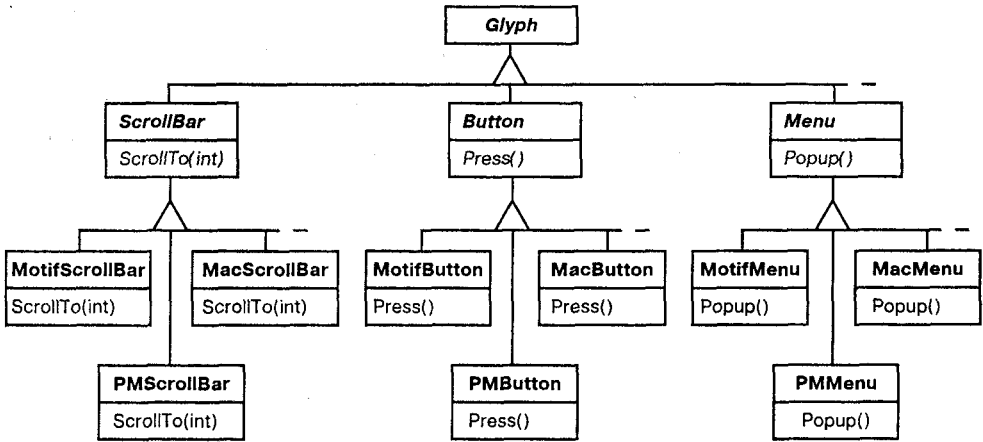 Glyph
ScrollBar
ScrollTo(int)
Button
Press()
Menu
Popup()
MotifScrollBar
ScrollTo(int)
MacScrollBar
ScrollTo(int)
MotifButton
Press()
MacButton
Press()
MotifMenu
Popup()
MacMenu
Popup()
PMScrollBar
ScrollTo(int)
PMButton
Press()
PMMenu
Popup()